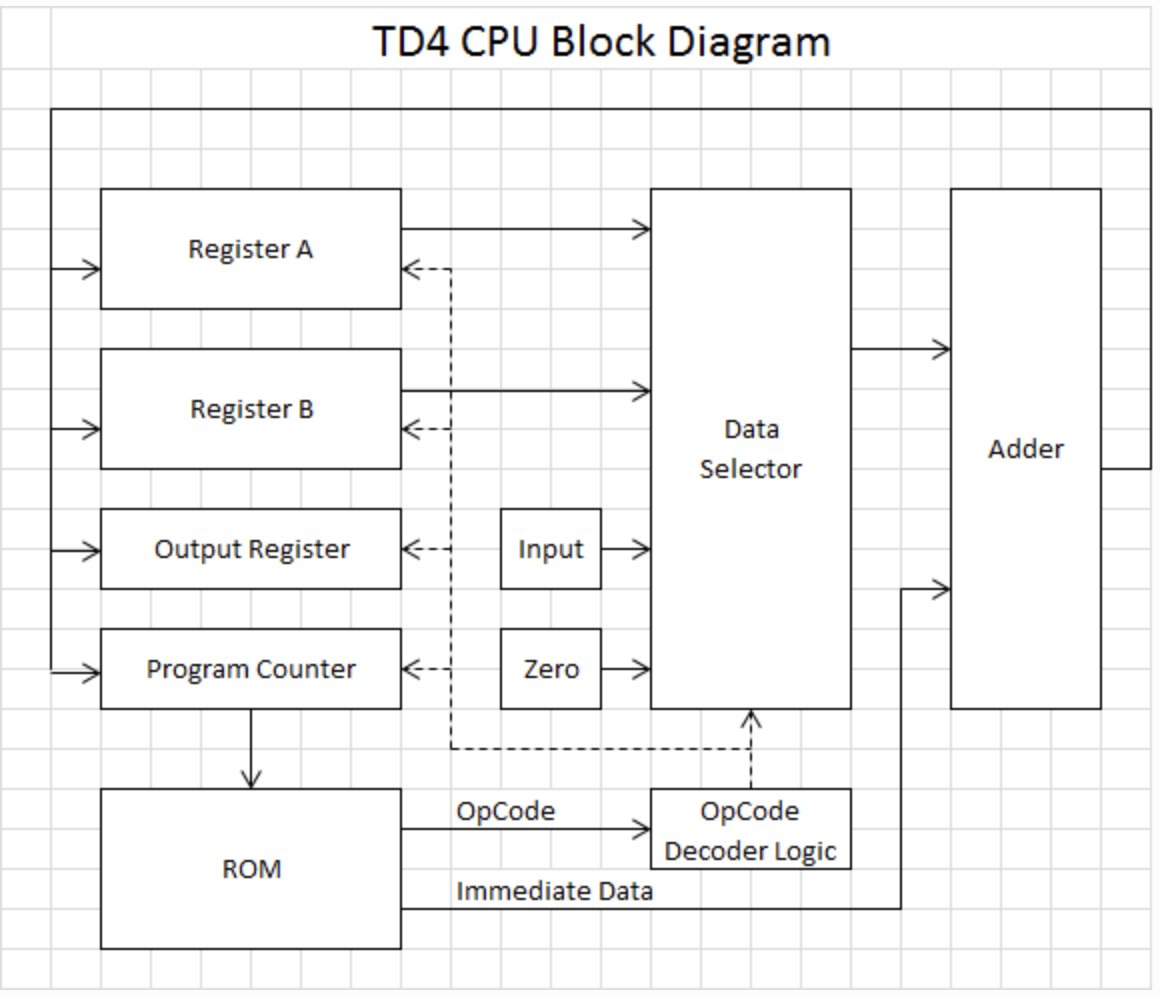 TD4 CPU Block Diagram
Register A
Register B
Data
Selector
Adder
Output Register
Input
Program Counter
Zero
OpCode
OpCode
Decoder Logic
ROM
Immediate Data